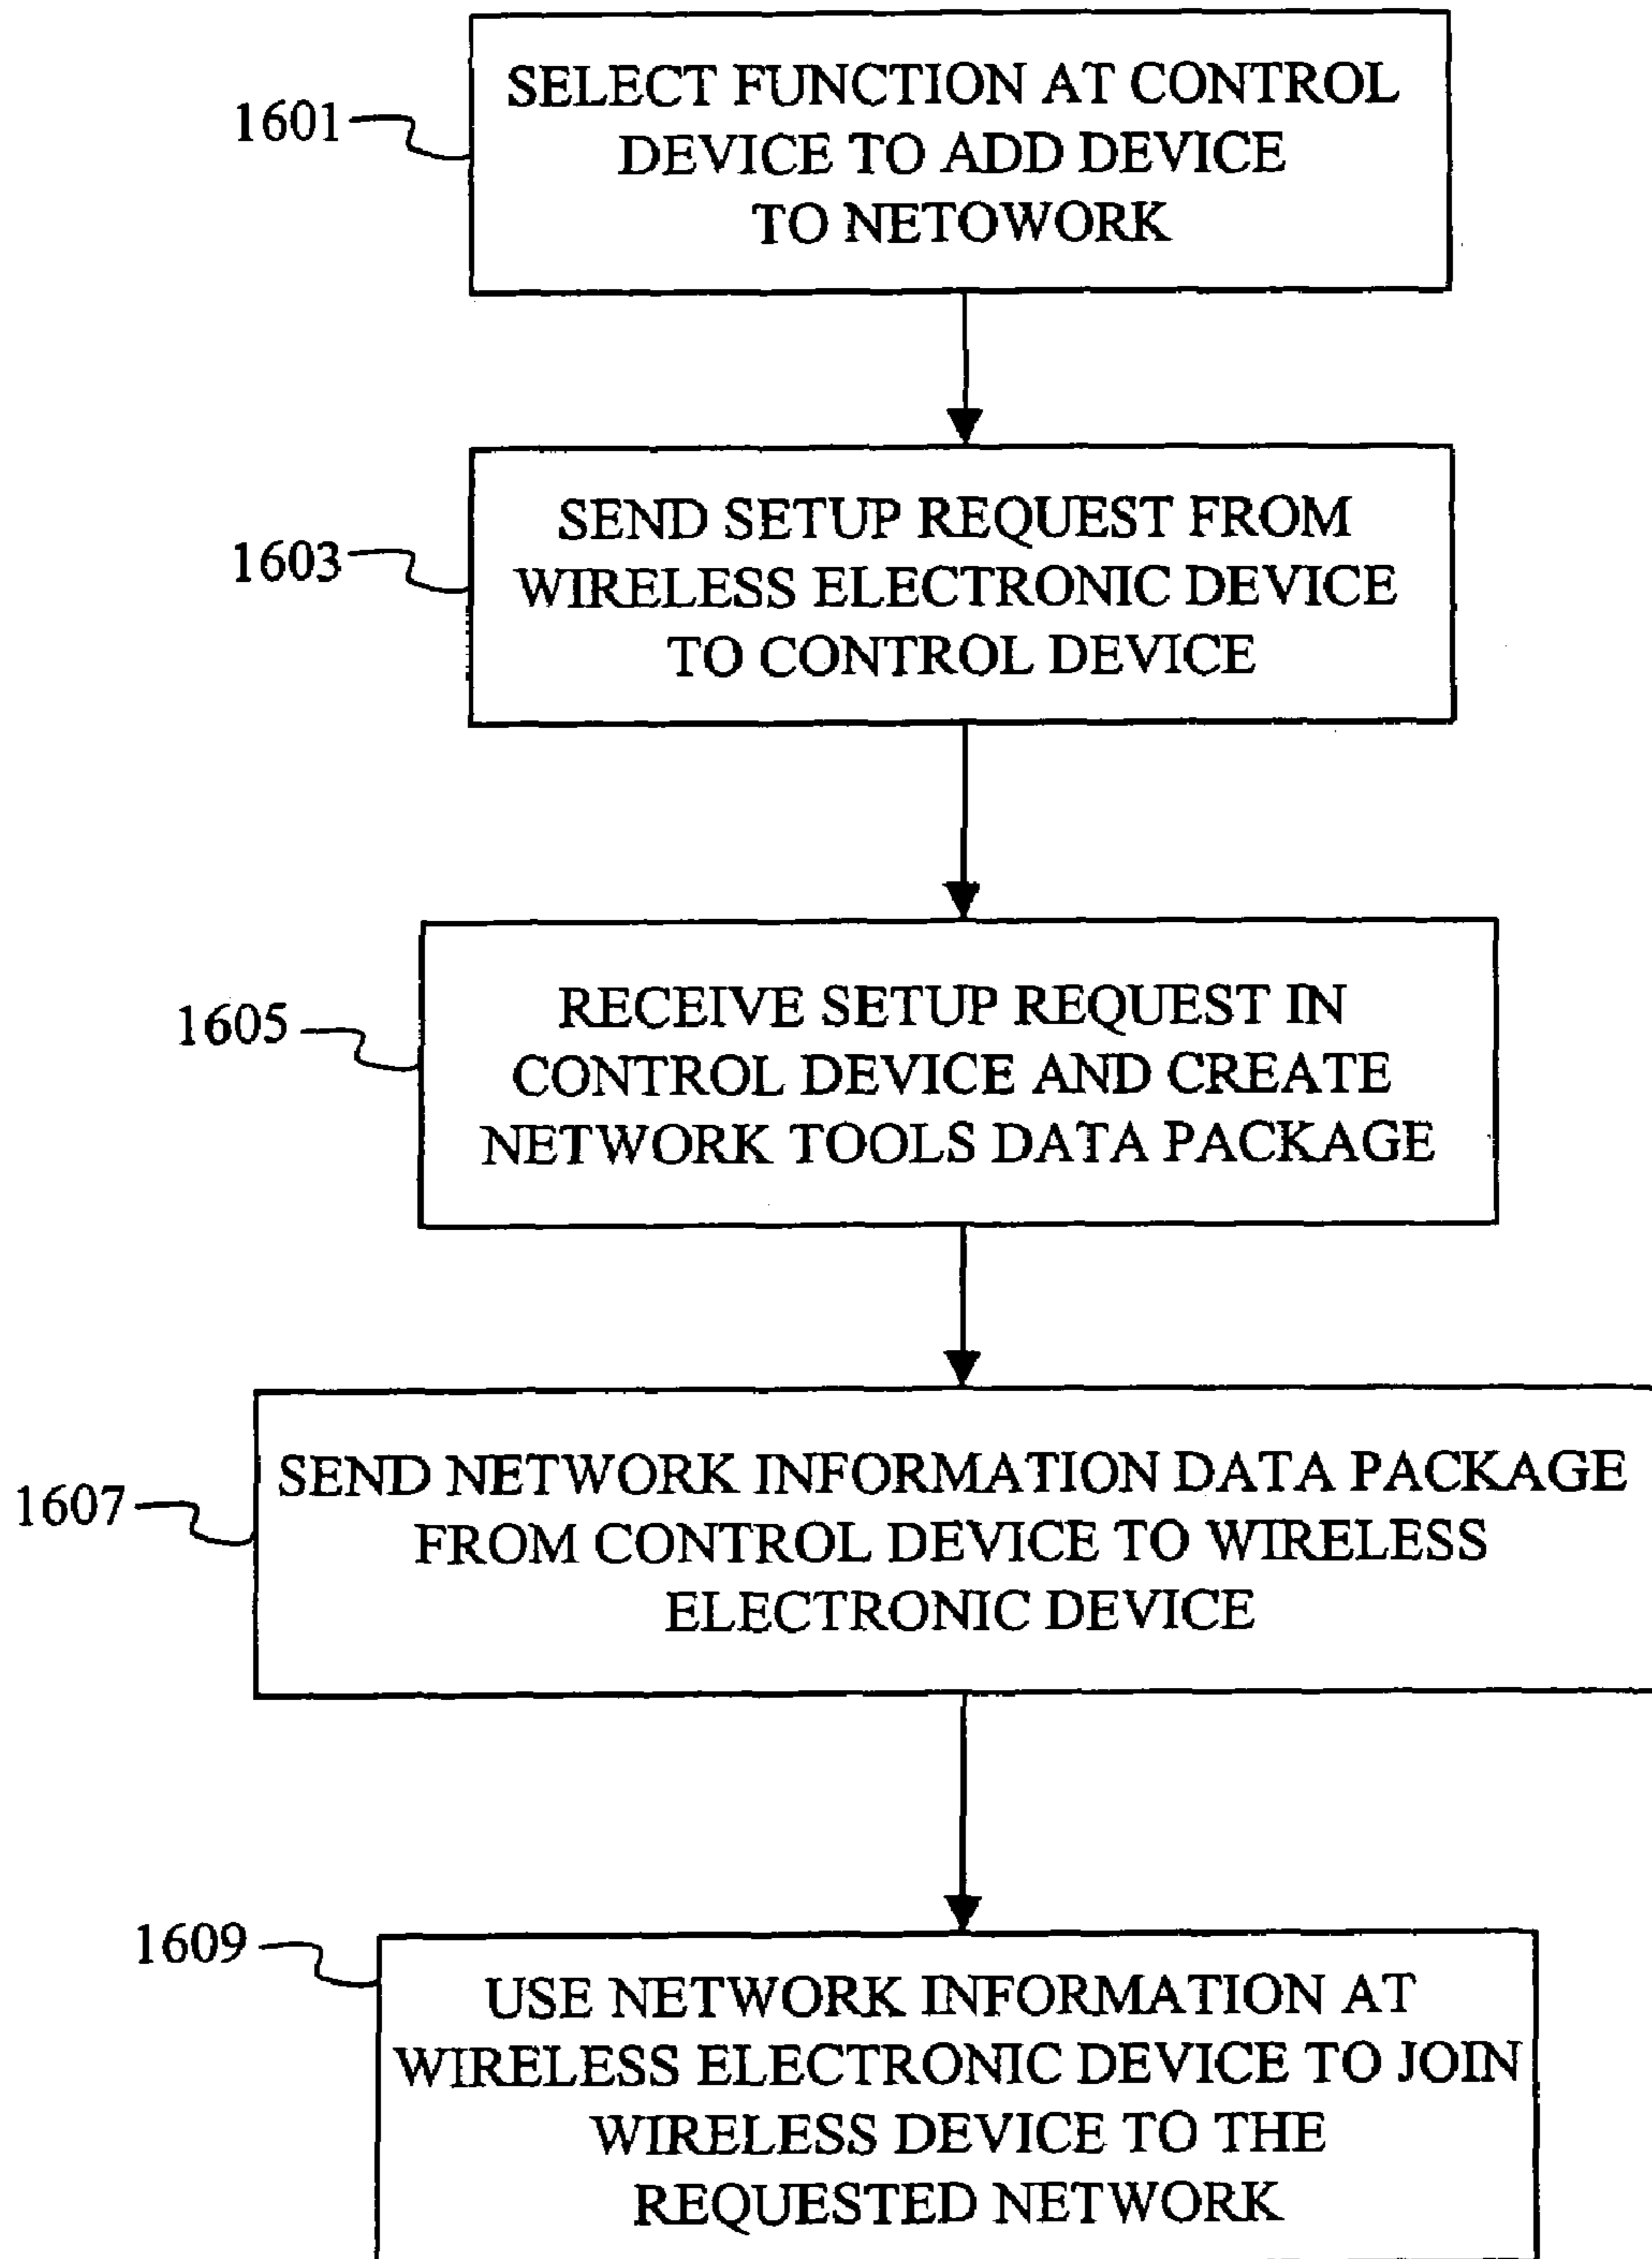 1601
SELECT FUNCTION AT CONTROL
DEVICE TO ADD DEVICE
TO NETOWORK
1603
SEND SETUP REQUEST FROM
WIRELESS ELECTRONIC DEVICE
TO CONTROL DEVICE
1605
RECEIVE SETUP REQUEST IN
CONTROL DEVICE AND CREATE
NETWORK TOOLS DATA PACKAGE
1607
SEND NETWORK INFORMATION DATA PACKAGE
FROM CONTROL DEVICE TO WIRELESS
ELECTRONIC DEVICE
1609
USE NETWORK INFORMATION AT
WIRELESS ELECTRONIC DEVICE TO JOIN
WIRELESS DEVICE TO THE
REQUESTED NETWORK